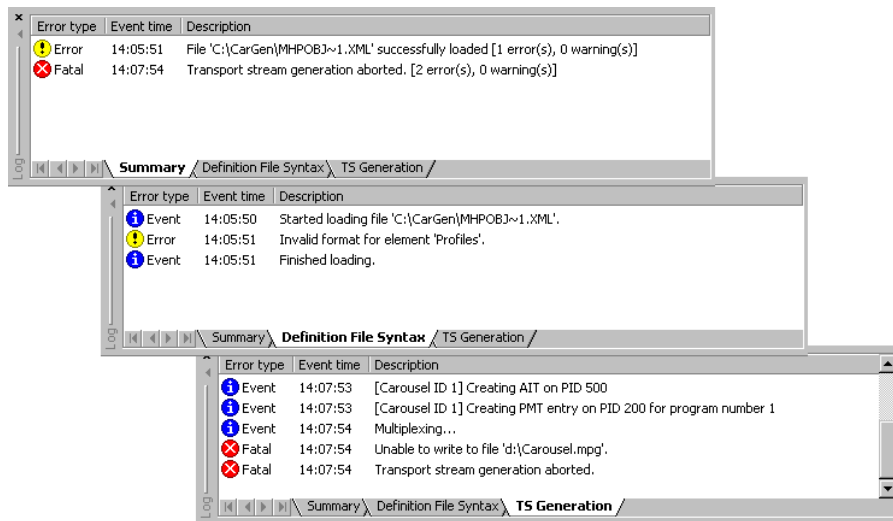 Error type Event time Description
Error 14:05:51 File 'C:\CarGen\MHPOBJ~1.XML' successfully loaded [1 error(s), 0 warning(s)]
Fatal 14:07:54 Transport stream generation aborted. [2 error(s), 0 warning(s)]
Log
Summary Definition File Syntax TS Generation
Error type Event time Description
Event 14:05:50 Started loading file 'C:\CarGen\MHPOBJ~1.XML'.
Error 14:05:51 Invalid format for element 'Profiles'.
Event 14:05:51 Finished loading.
Log
Summary Definition File Syntax TS Generation
Error type Event time Description
Event 14:07:53 [Carousel ID 1] Creating AIT on PID 500
Event 14:07:53 [Carousel ID 1] Creating PMT entry on PID 200 for program number 1
Event 14:07:54 Multiplexing...
Fatal 14:07:54 Unable to write to file 'd:\Carousel.mpg'.
Fatal 14:07:54 Transport stream generation aborted.
Log
Summary Definition File Syntax TS Generation